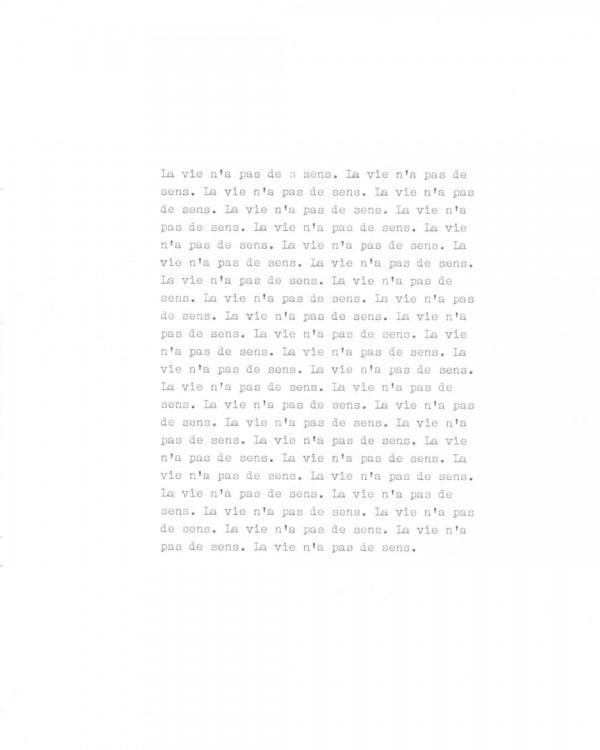 La vie n'a pas de s sens. La vie n'a pas de
sens. La vie n'a pas de sens. La vie n'a pas
de sens. La vie n'a pas de sens. La vie n'a
pas de sens. La vie n'a pas de sens. La vie
n'a pas de sens. La vie n'a pas de sens. La
vie n'a pas de sens. La vie n'a pas de sens.
La vie n'a pas de sens. La vie n'a pas de
sens. La vie n'a pas de sens. La vie n'a pas
de sens. La vie n'a pas de sens. La vie n'a
pas de sens. La vie n'a pas de sens. La vie
n'a pas de sens. La vie n'a pas de sens. La
vie n'a pas de sens. La vie n'a pas de sens.
La vie n'a pas de sens. La vie n'a pas de
sens. La vie n'a pas de sens. La vie n'a pas
de sens. La vie n'a pas de sens. La vie n'a
pas de sens. La vie n'a pas de sens. La vie
n'a pas de sens. La vie n'a pas de sens. La
vie n'a pas de sens. La vie n'a pas de sens.
La vie n'a pas de sens. La vie n'a pas de
sens. La vie n'a pas de sens. La vie n'a pas
de sens. La vie n'a pas de sens. La vie n'a
pas de sens. La vie n'a pas de sens.